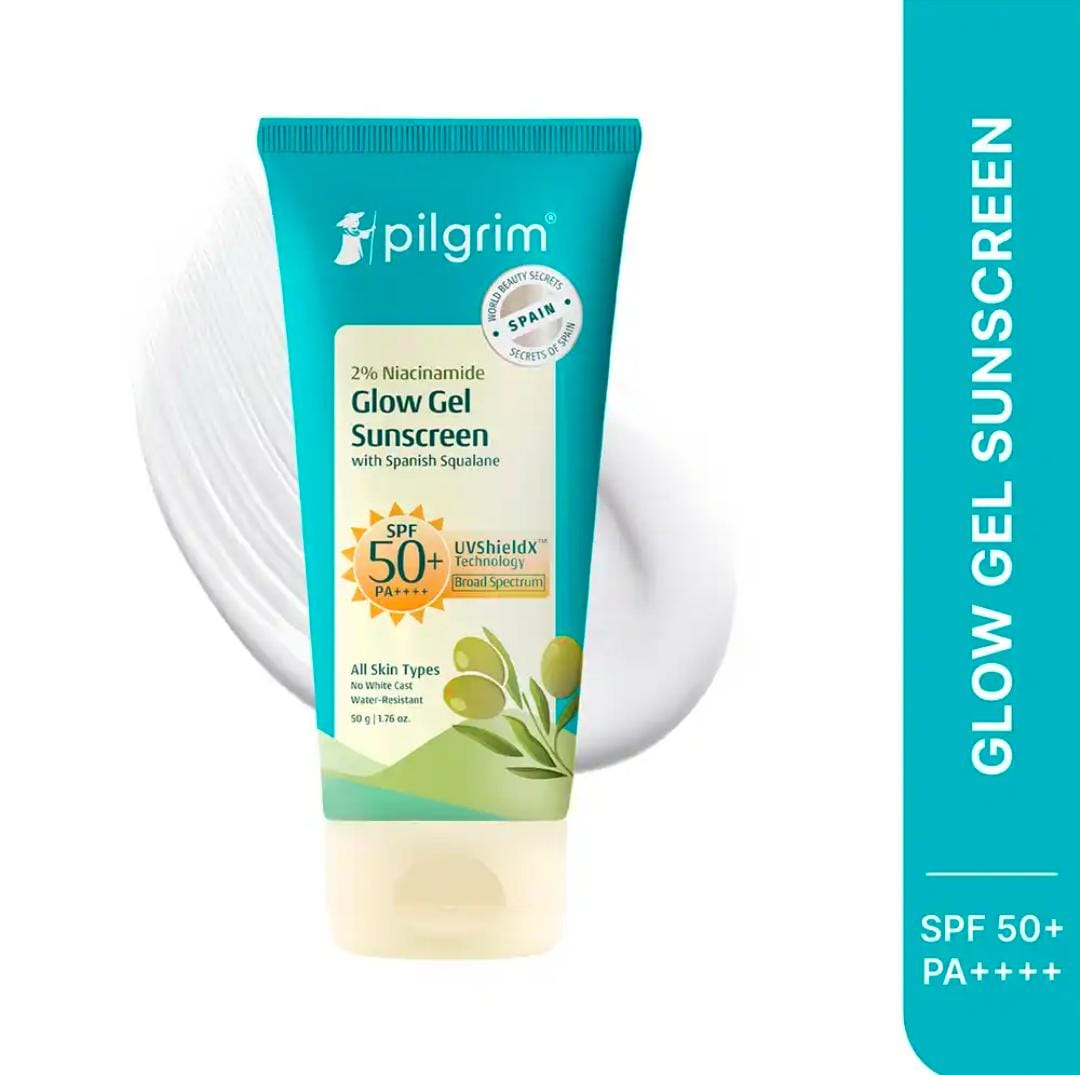 pilgrim®
WORLD BEAUTY SECRETS
• SPAIN •
SECRETS OF SPAIN
2% Niacinamide
Glow Gel
Sunscreen
with Spanish Squalane
SPF
50+
PA++++
UVShieldX™
Technology
Broad Spectrum
All Skin Types
No White Cast
Water-Resistant
50 g | 1.76 oz.
GLOW GEL SUNSCREEN
SPF 50+
PA++++